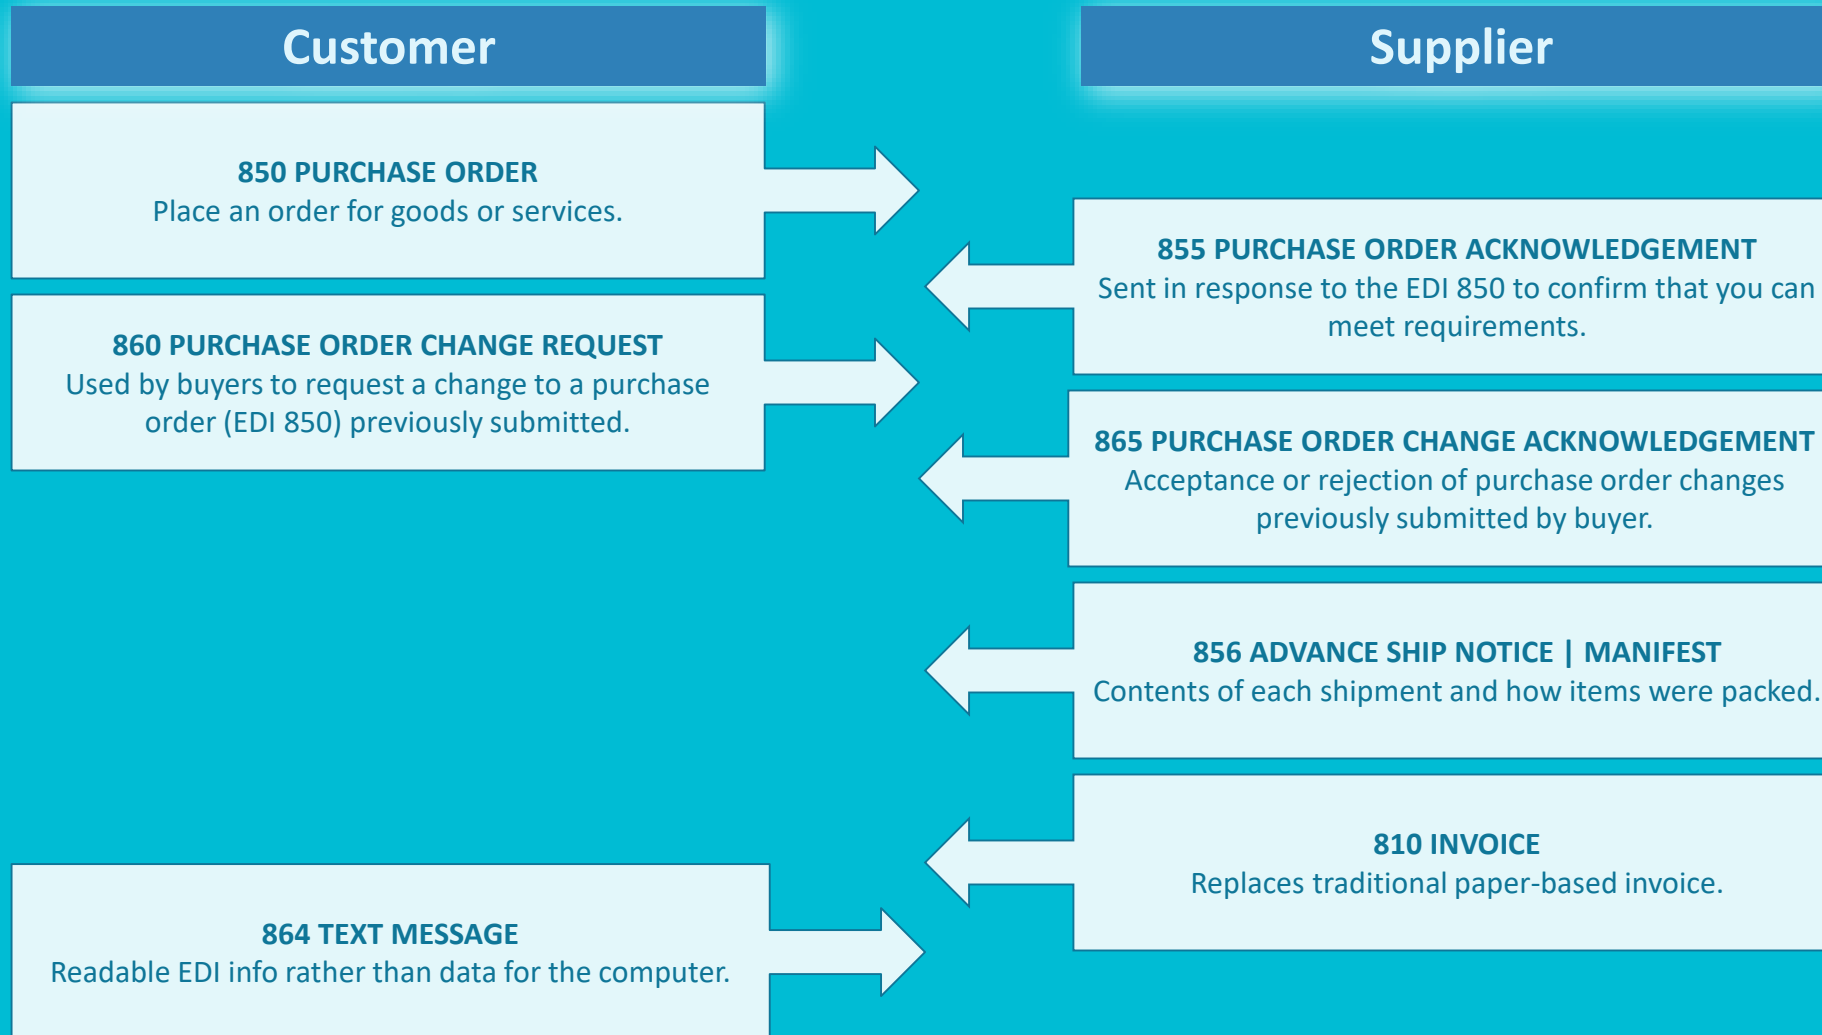 Customer
Supplier
850 PURCHASE ORDER
Place an order for goods or services.
855 PURCHASE ORDER ACKNOWLEDGEMENT
Sent in response to the EDI 850 to confirm that you can
meet requirements.
860 PURCHASE ORDER CHANGE REQUEST
Used by buyers to request a change to a purchase
order (EDI 850) previously submitted.
865 PURCHASE ORDER CHANGE ACKNOWLEDGEMENT
Acceptance or rejection of purchase order changes
previously submitted by buyer.
856 ADVANCE SHIP NOTICE | MANIFEST
Contents of each shipment and how items were packed.
810 INVOICE
Replaces traditional paper-based invoice.
864 TEXT MESSAGE
Readable EDI info rather than data for the computer.